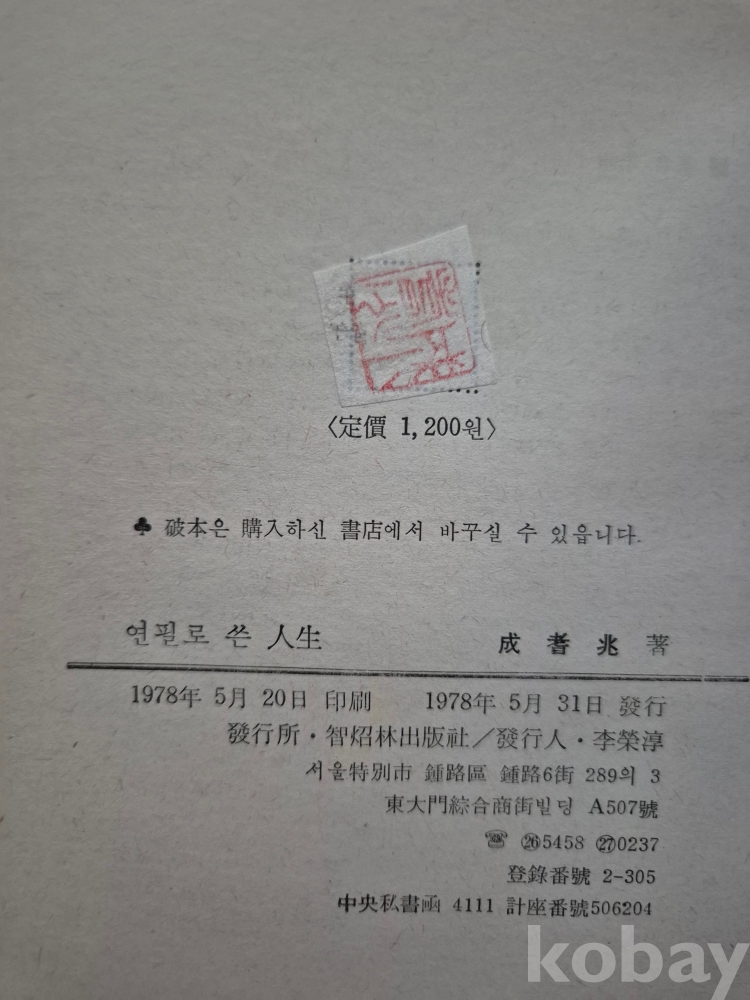 〈定價 1,200원〉
♣ 破本은 購入하신 書店에서 바꾸실 수 있읍니다.
연필로 쓴 人生 成耆兆 著
1978年 5月 20日 印刷 1978年 5月 31日 發行
發行所・智炤林出版社／發行人・李榮淳
서울特別市 鍾路區 鍾路6街 289의 3
東大門綜合商街빌딩 A507號
☎ ㉖5458 ㉗0237
登錄番號 2-305
中央私書函 4111 計座番號506204
kobay